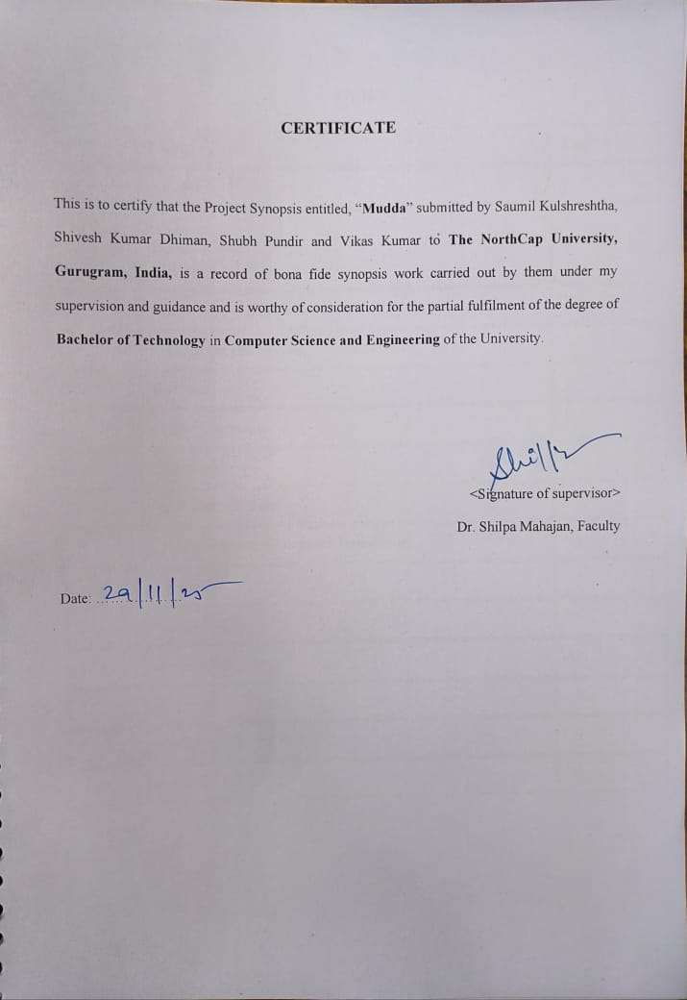 CERTIFICATE
This is to certify that the Project Synopsis entitled, “Mudda” submitted by Saumil Kulshreshtha,
Shivesh Kumar Dhiman, Shubh Pundir and Vikas Kumar to The NorthCap University,
Gurugram, India, is a record of bona fide synopsis work carried out by them under my
supervision and guidance and is worthy of consideration for the partial fulfilment of the degree of
Bachelor of Technology in Computer Science and Engineering of the University.
<Signature of supervisor>
Dr. Shilpa Mahajan, Faculty
Date: 29/11/25